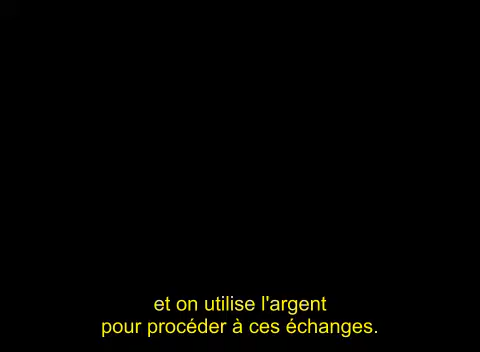 et on utilise l'argent
pour procéder à ces échanges.